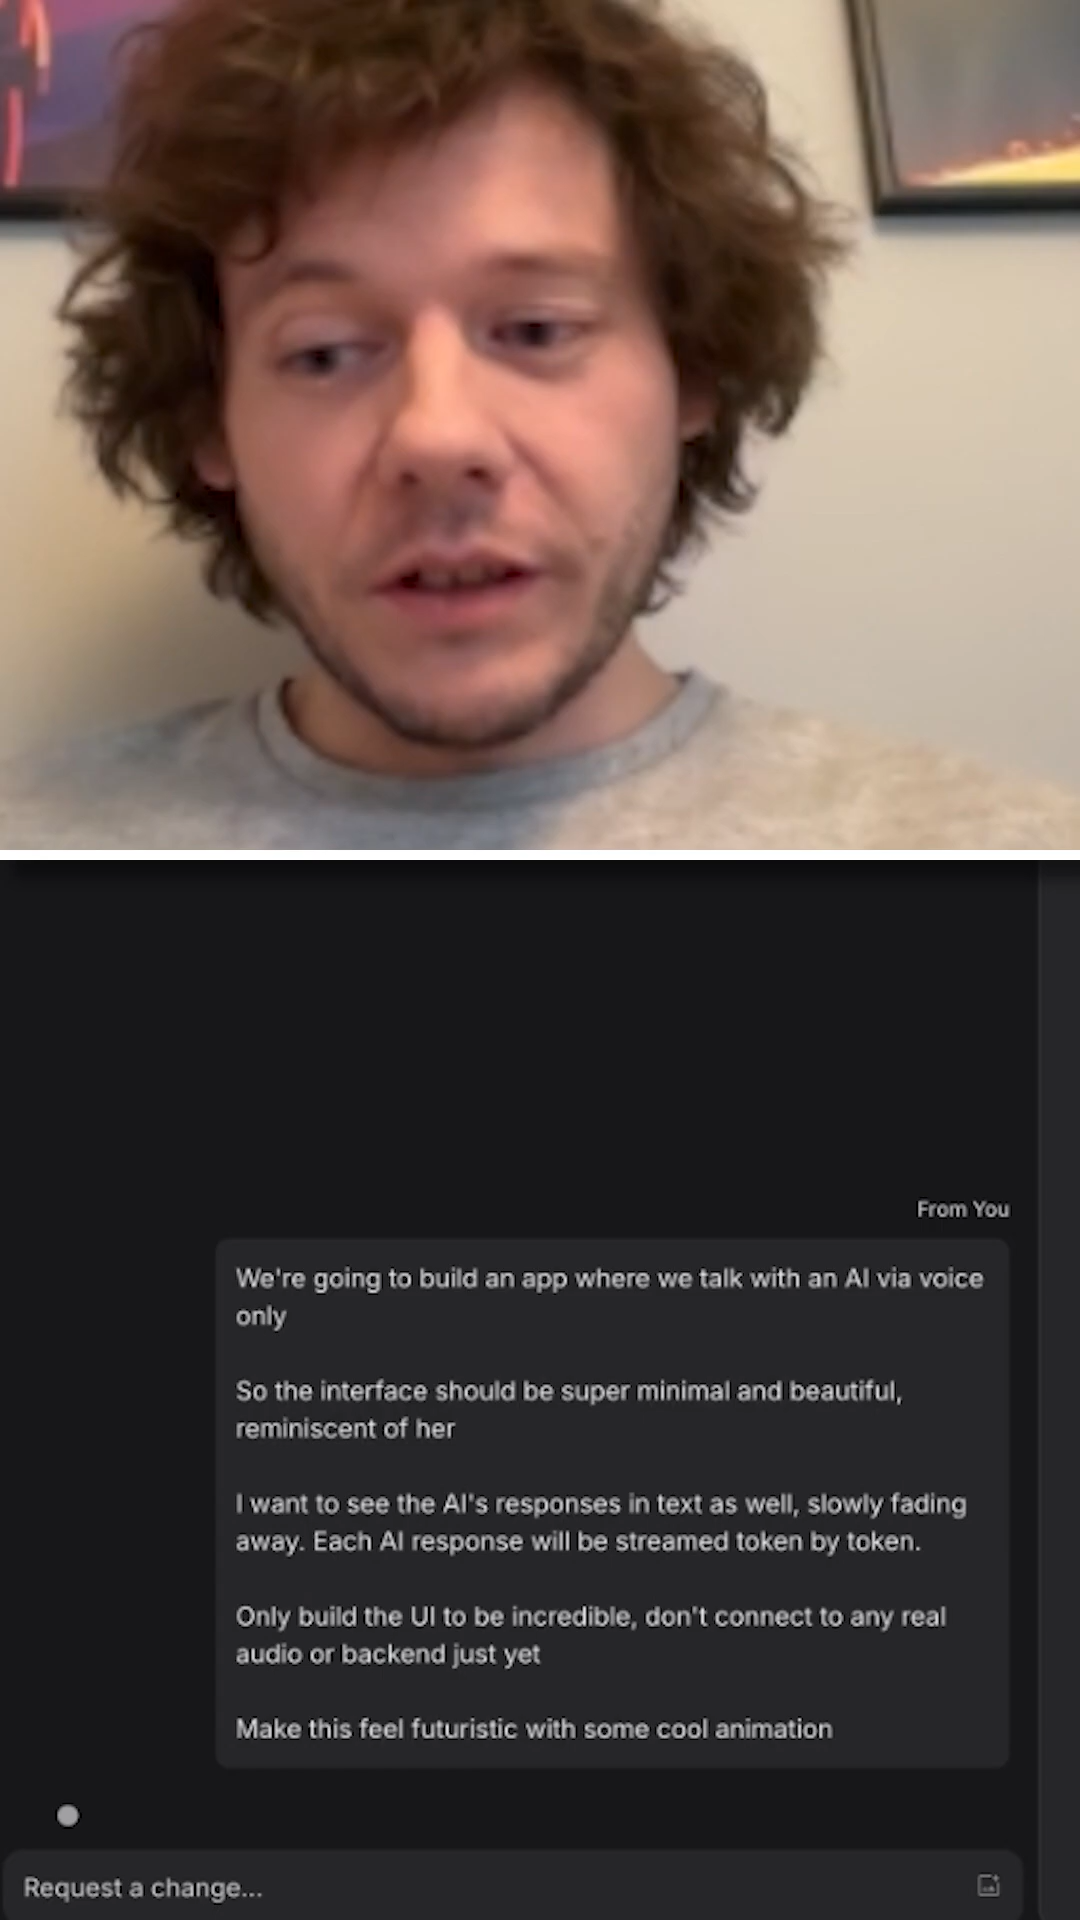 From You
We're going to build an app where we talk with an AI via voice
only
So the interface should be super minimal and beautiful,
reminiscent of her
I want to see the AI's responses in text as well, slowly fading
away. Each AI response will be streamed token by token.
Only build the UI to be incredible, don't connect to any real
audio or backend just yet
Make this feel futuristic with some cool animation
Request a change...